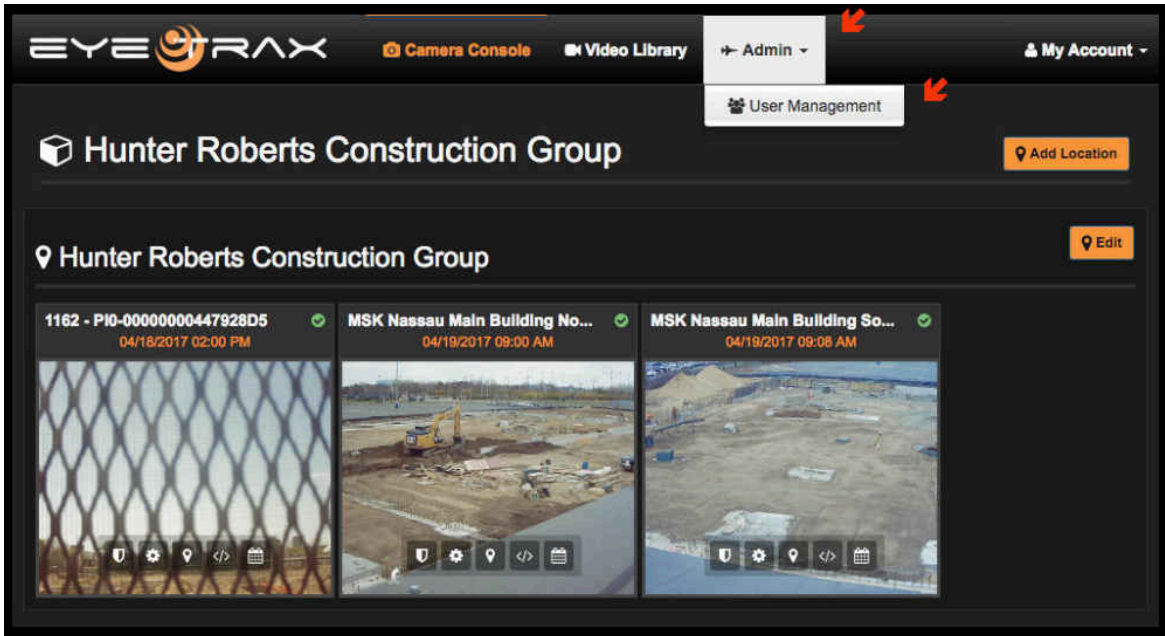 EYETRAX
Camera Console
Video Library
Admin
My Account
User Management
Hunter Roberts Construction Group
Add Location
Hunter Roberts Construction Group
Edit
1162 - PI0-00000000447928D5
04/18/2017 02:00 PM
MSK Nassau Main Building No...
04/19/2017 09:00 AM
MSK Nassau Main Building So...
04/19/2017 09:08 AM